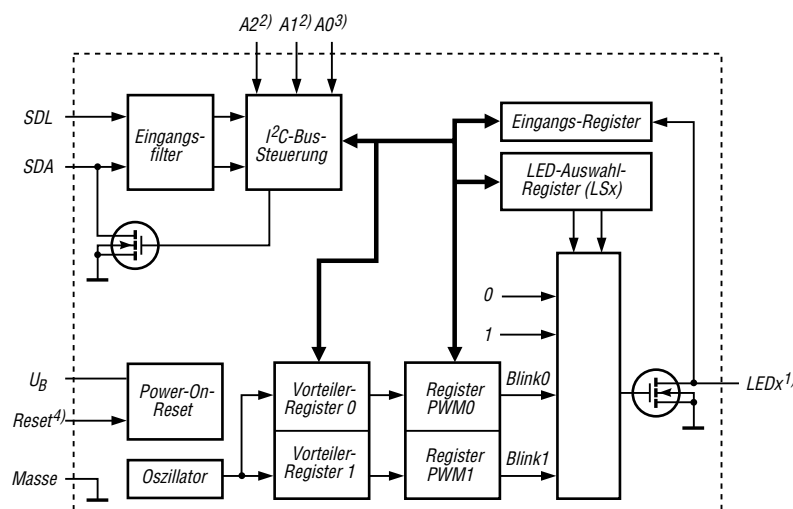 A2²⁾ A1²⁾ A0³⁾
SDL
SDA
Eingangs-
filter
I²C-Bus-
Steuerung
Eingangs-Register
LED-Auswahl-
Register (LSx)
0
1
U_B
Reset⁴⁾
Masse
Power-On-
Reset
Oszillator
Vorteiler-
Register 0
Vorteiler-
Register 1
Register
PWM0
Register
PWM1
Blink0
Blink1
LEDx¹⁾